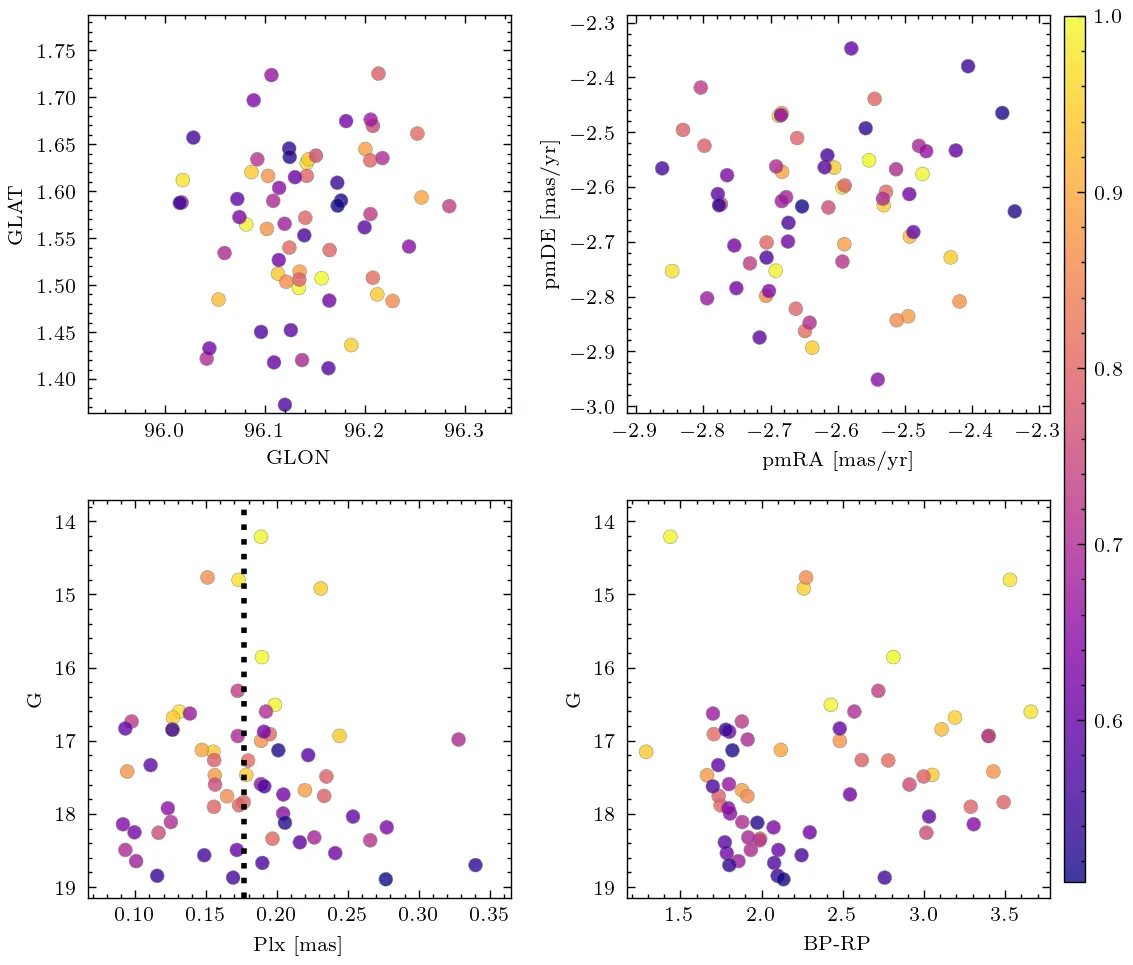 1.75
1.70
1.65
1.60
1.55
1.50
1.45
1.40
GLAT
96.0 96.1 96.2 96.3
GLON
−2.3
−2.4
−2.5
−2.6
−2.7
−2.8
−2.9
−3.0
pmDE [mas/yr]
−2.9 −2.8 −2.7 −2.6 −2.5 −2.4 −2.3
pmRA [mas/yr]
1.0
0.9
0.8
0.7
0.6
14
15
16
17
18
19
G
0.10 0.15 0.20 0.25 0.30 0.35
Plx [mas]
14
15
16
17
18
19
G
1.5 2.0 2.5 3.0 3.5
BP-RP